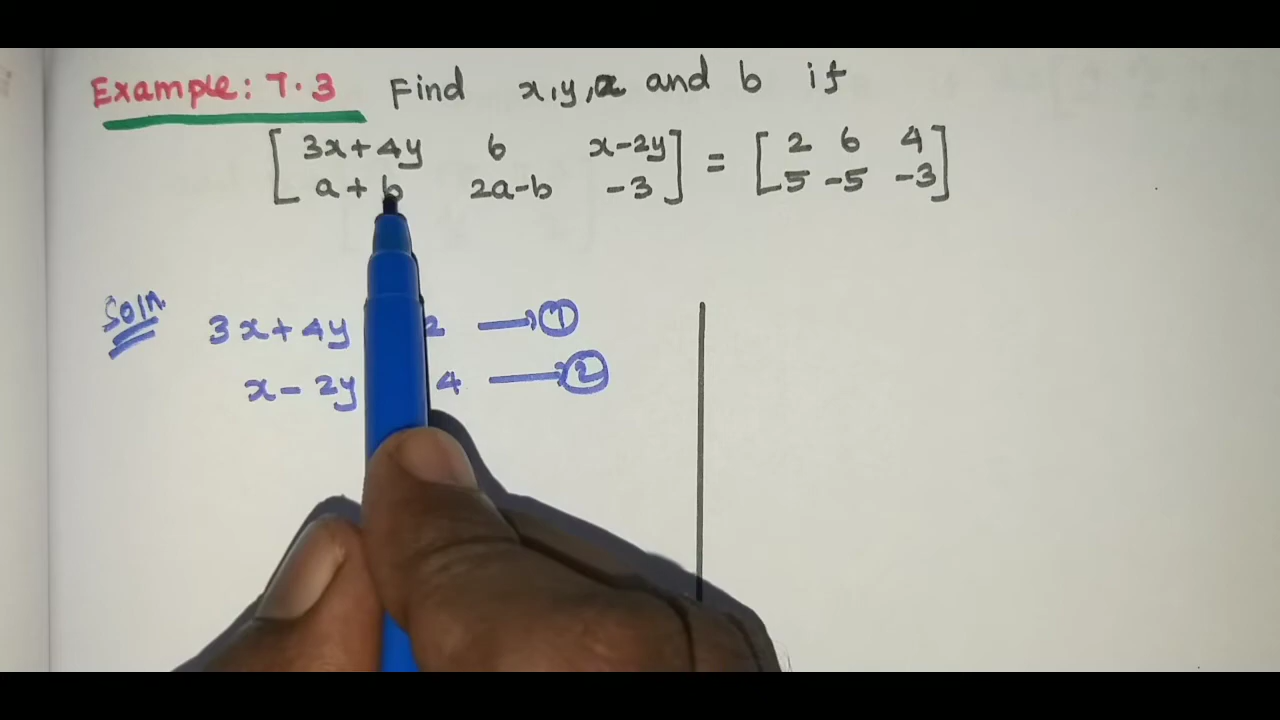 Example: 7.3 Find x,y,a and b if
[ 3x+4y 6 x-2y ] = [ 2 6 4 ]
[ a+b 2a-b -3 ] [ 5 -5 -3 ]
Soln.
3x+4y 2 → ①
x-2y 4 → ②